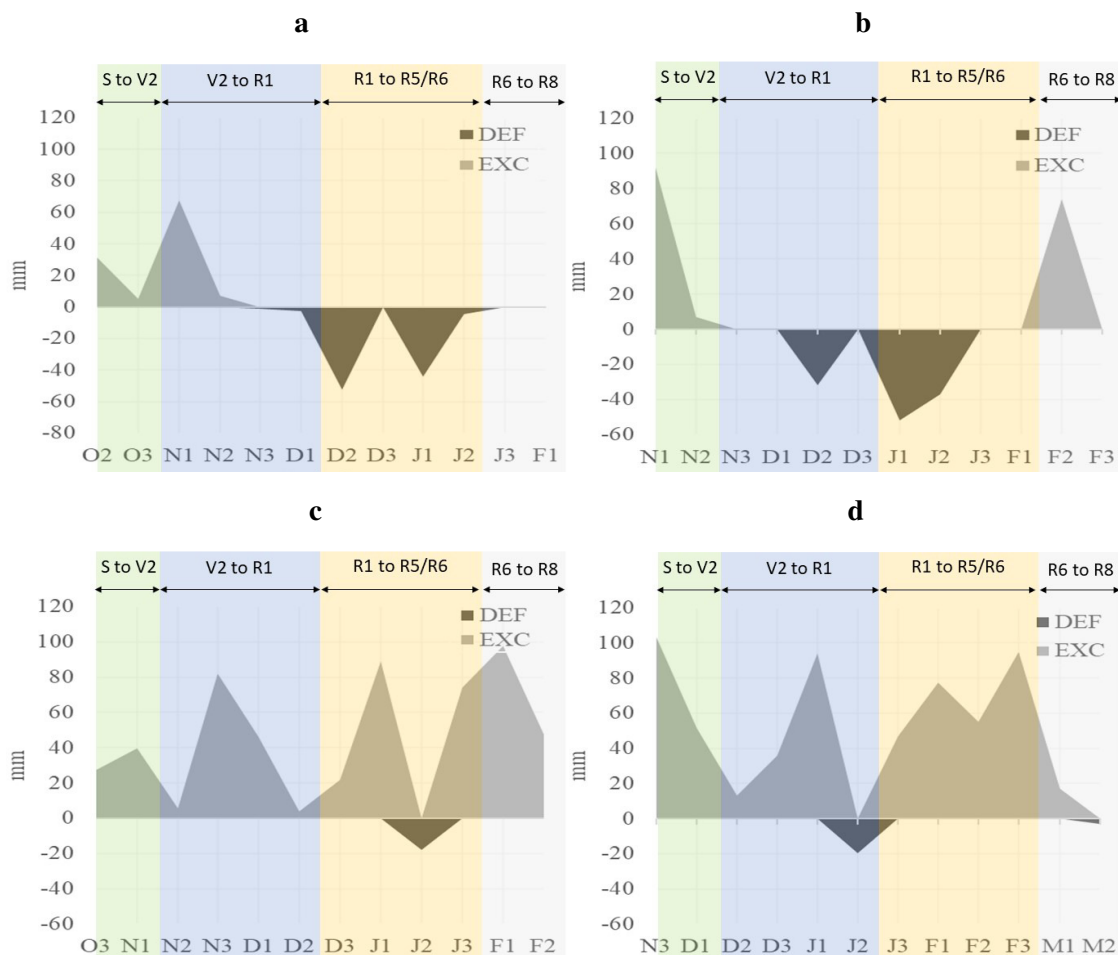 a
S to V2 V2 to R1 R1 to R5/R6 R6 to R8
120
100
80
60
40
20
0
-20
-40
-60
-80
mm
DEF
EXC
O2 O3 N1 N2 N3 D1 D2 D3 J1 J2 J3 F1
b
S to V2 V2 to R1 R1 to R5/R6 R6 to R8
120
100
80
60
40
20
0
-20
-40
-60
mm
DEF
EXC
N1 N2 N3 D1 D2 D3 J1 J2 J3 F1 F2 F3
c
S to V2 V2 to R1 R1 to R5/R6 R6 to R8
120
100
80
60
40
20
0
-20
-40
-60
mm
DEF
EXC
O3 N1 N2 N3 D1 D2 D3 J1 J2 J3 F1 F2
d
S to V2 V2 to R1 R1 to R5/R6 R6 to R8
120
100
80
60
40
20
0
-20
-40
-60
mm
DEF
EXC
N3 D1 D2 D3 J1 J2 J3 F1 F2 F3 M1 M2